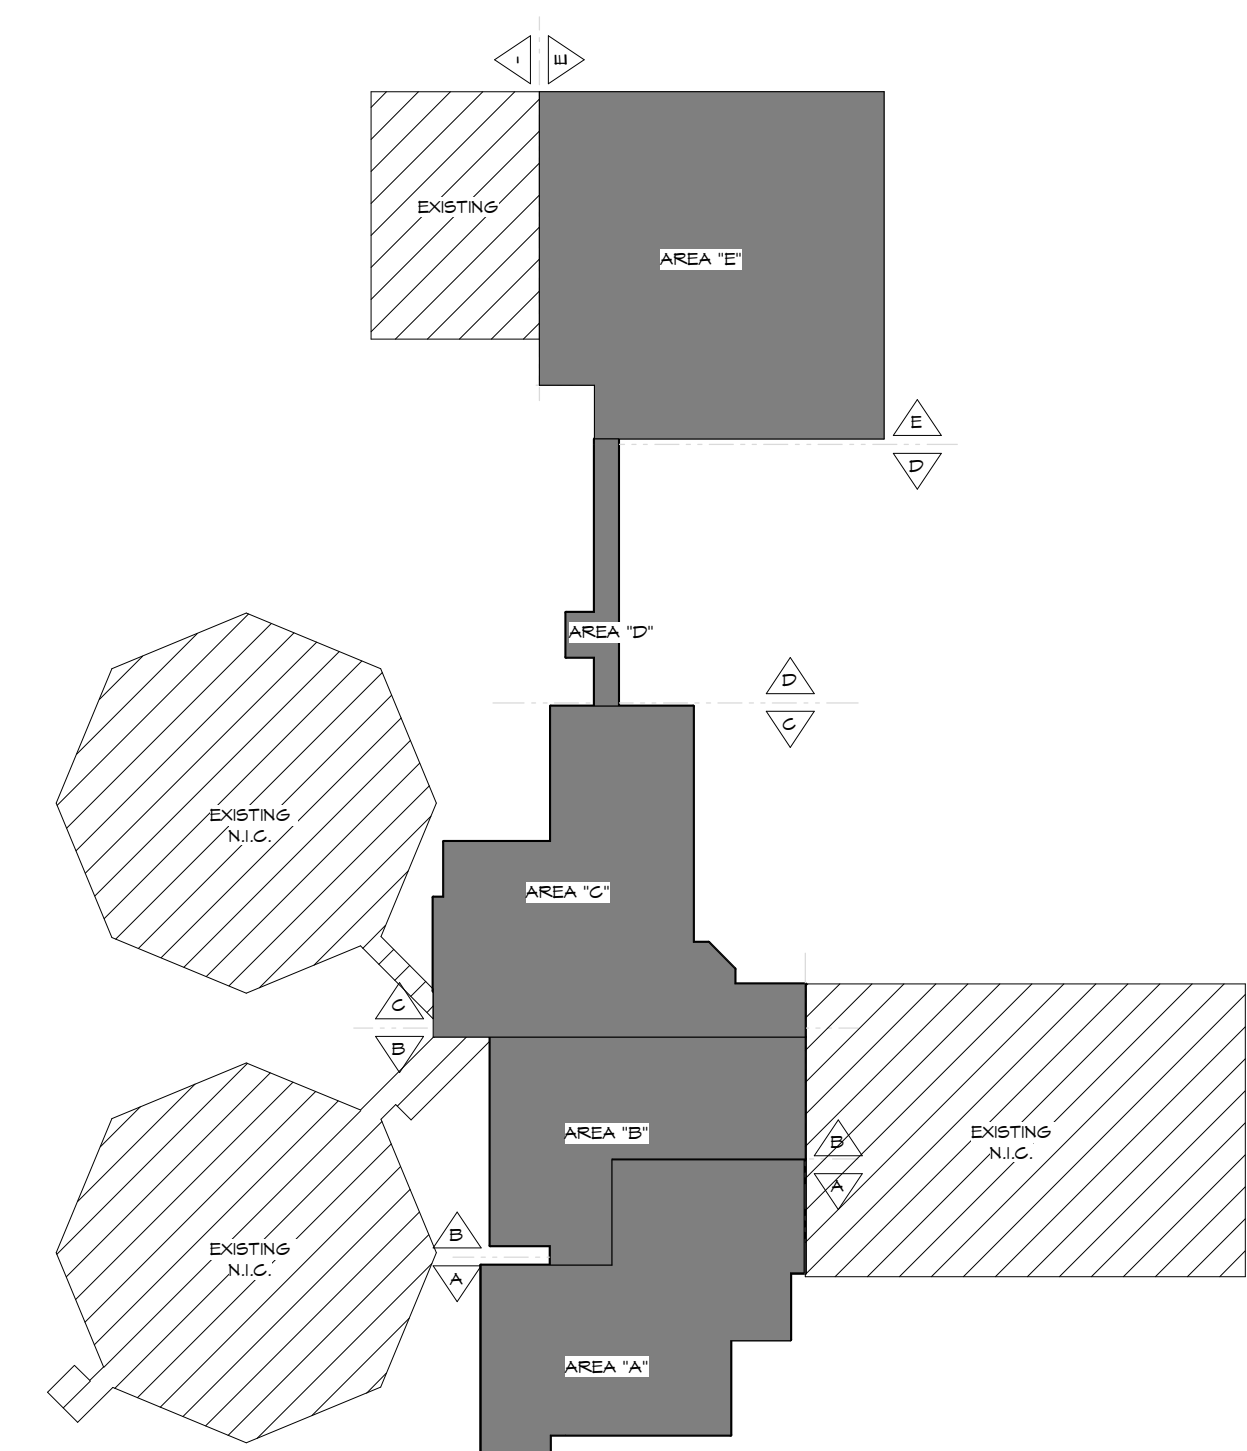 E
EXISTING
AREA "E"
E
D
AREA "D"
D
C
EXISTING
N.I.C.
AREA "C"
C
B
AREA "B"
EXISTING
N.I.C.
B
A
B
EXISTING
N.I.C.
A
AREA "A"